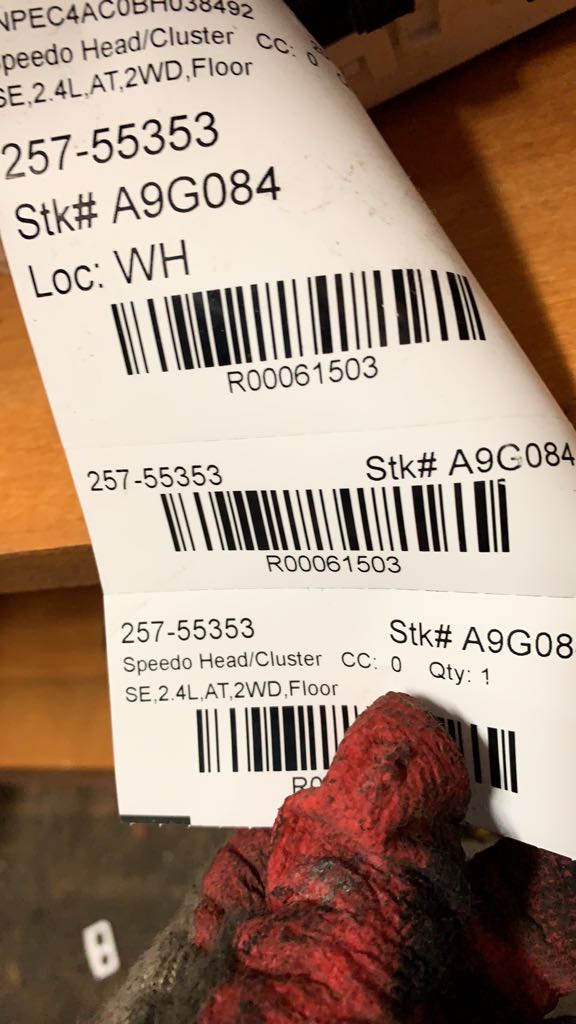 NPEC4AC0BH038492
Speedo Head/Cluster CC: 0
SE,2.4L,AT,2WD,Floor
257-55353
Stk# A9G084
Loc: WH
R00061503
257-55353 Stk# A9G084
R00061503
257-55353 Stk# A9G08
Speedo Head/Cluster CC: 0 Qty: 1
SE,2.4L,AT,2WD,Floor